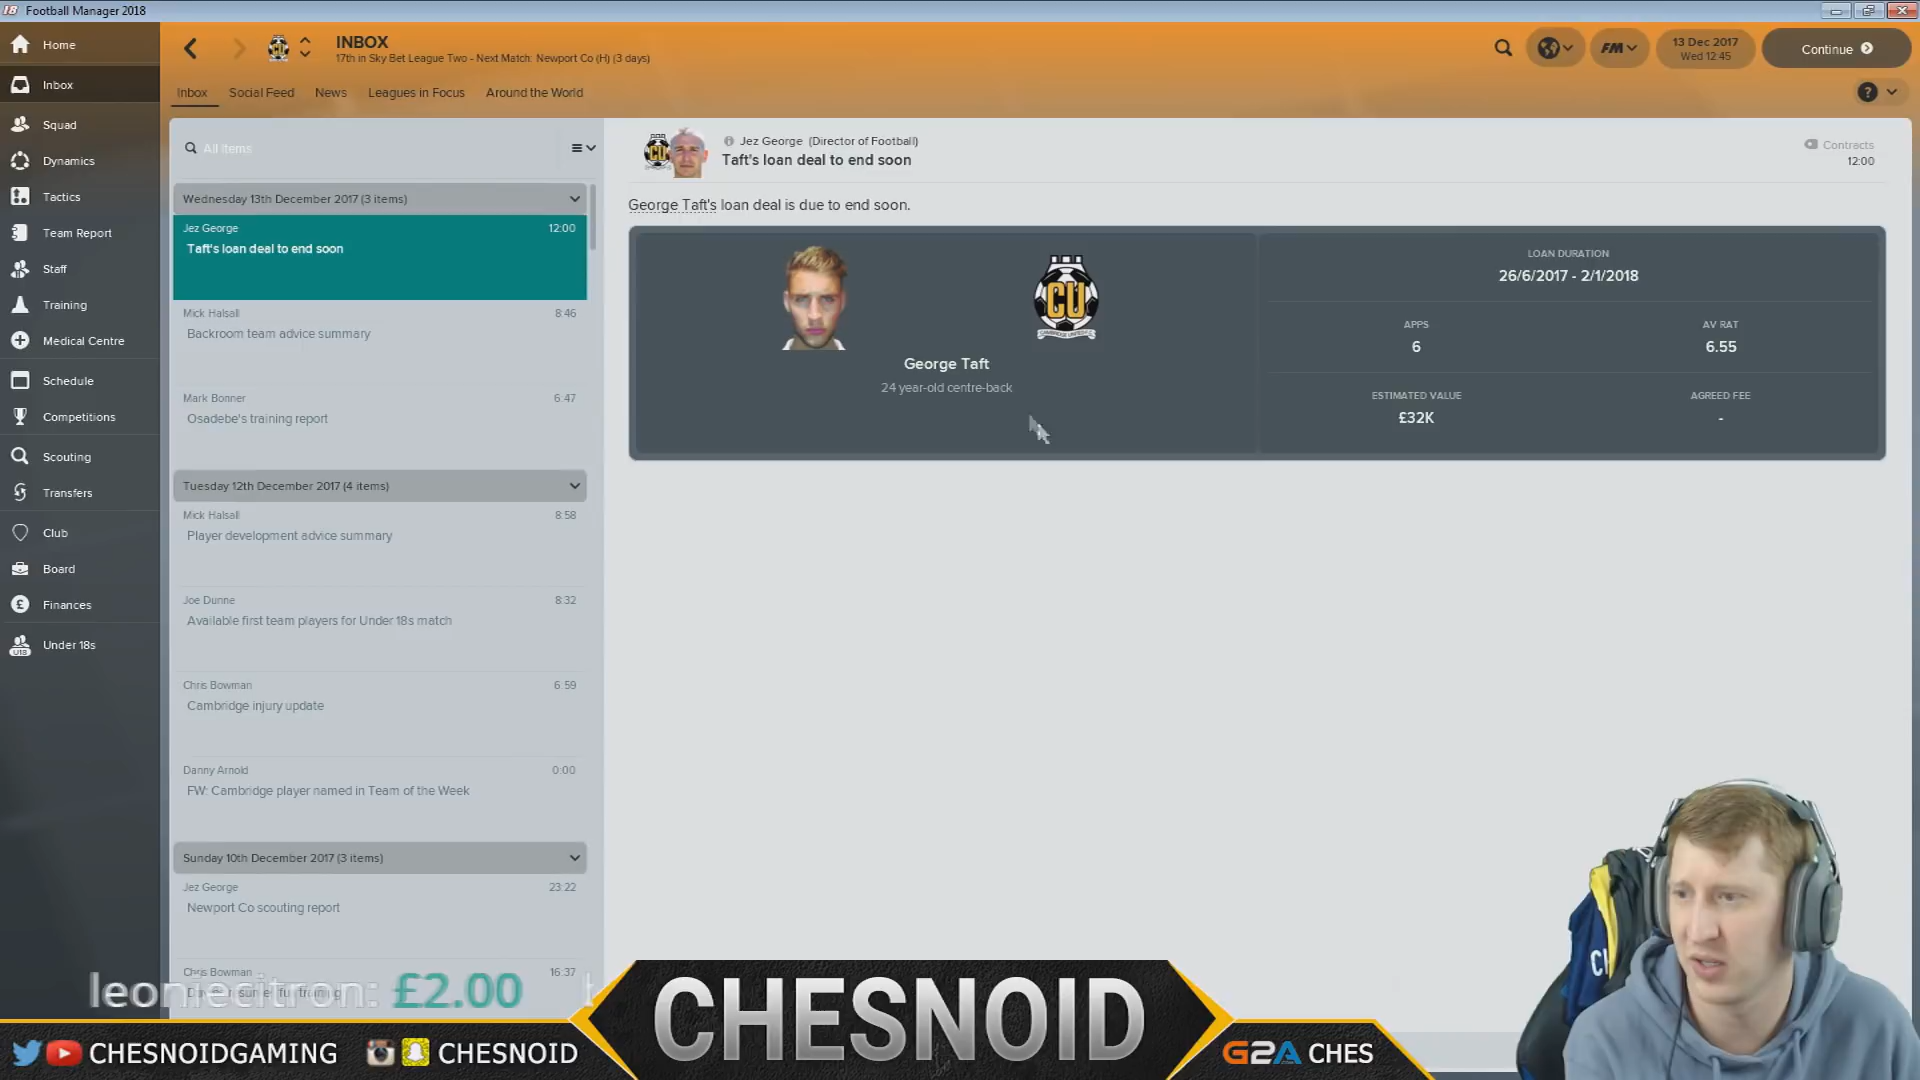 Football Manager 2018
Home
Inbox
Squad
Dynamics
Tactics
Team Report
Staff
Training
Medical Centre
Schedule
Competitions
Scouting
Transfers
Club
Board
Finances
U18
Under 18s
CU
INBOX
17th in Sky Bet League Two - Next Match: Newport Co (H) (3 days)
FM
13 Dec 2017
Wed 12:45
Continue
Inbox
Social Feed
News
Leagues in Focus
Around the World
?
All Items
Wednesday 13th December 2017 (3 items)
Jez George 12:00
Taft's loan deal to end soon
Mick Halsall 8:46
Backroom team advice summary
Mark Bonner 6:47
Osadebe's training report
Tuesday 12th December 2017 (4 items)
Mick Halsall 8:58
Player development advice summary
Joe Dunne 8:32
Available first team players for Under 18s match
Chris Bowman 6:59
Cambridge injury update
Danny Arnold 0:00
FW: Cambridge player named in Team of the Week
Sunday 10th December 2017 (3 items)
Jez George 23:22
Newport Co scouting report
Chris Bowman 16:37
Jez George (Director of Football)
Taft's loan deal to end soon
Contracts
12:00
George Taft's loan deal is due to end soon.
CU
CAMBRIDGE UNITED FC
George Taft
24 year-old centre-back
LOAN DURATION
26/6/2017 - 2/1/2018
APPS
6
AV RAT
6.55
ESTIMATED VALUE
£32K
AGREED FEE
-
leoniecitron: £2.00
CHESNOIDGAMING
CHESNOID
CHESNOID
G2A CHES